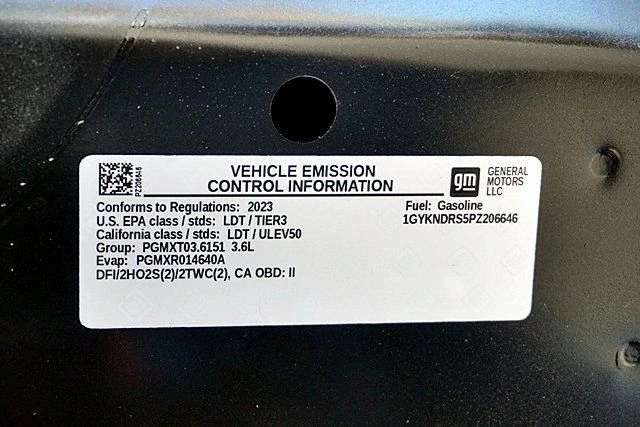 PZ206646
VEHICLE EMISSION
CONTROL INFORMATION
gm
GENERAL
MOTORS
LLC
Conforms to Regulations: 2023
Fuel: Gasoline
U.S. EPA class / stds: LDT / TIER3
1GYKNDRS5PZ206646
California class / stds: LDT / ULEV50
Group: PGMXT03.6151 3.6L
Evap: PGMXR014640A
DFI/2HO2S(2)/2TWC(2), CA OBD: II